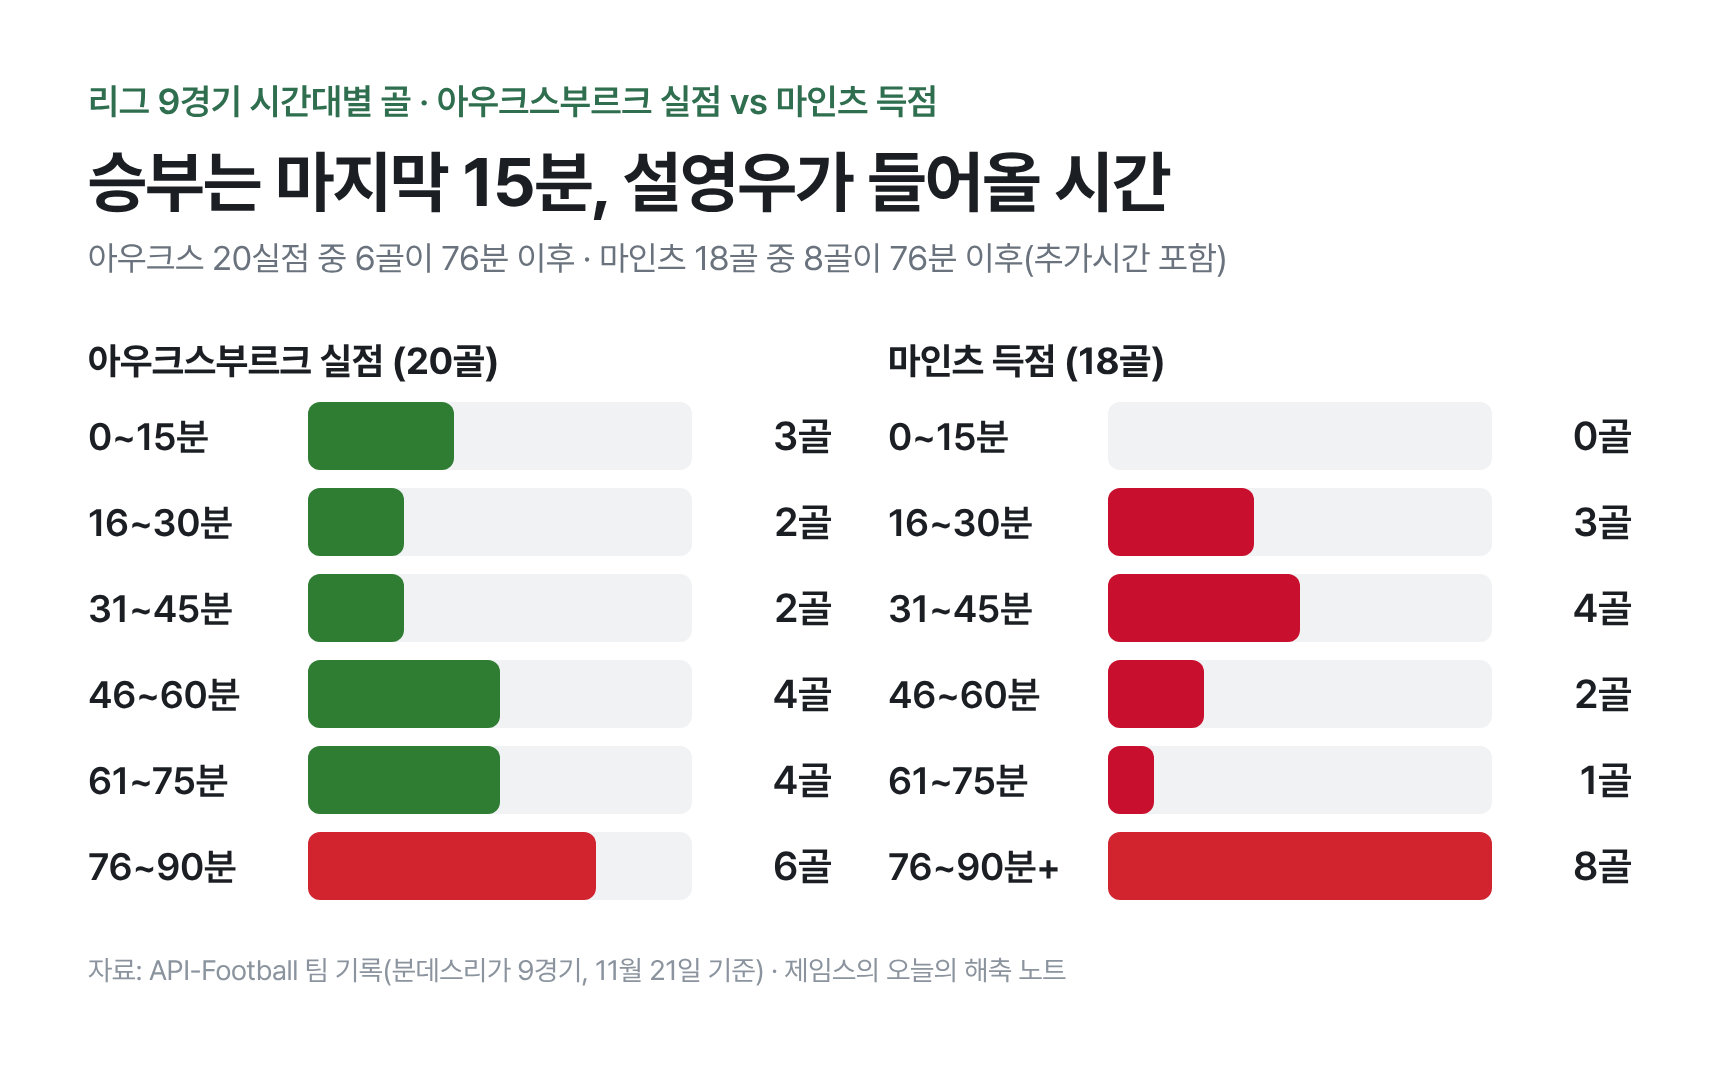 리그 9경기 시간대별 골 · 아우크스부르크 실점 vs 마인츠 득점
승부는 마지막 15분, 설영우가 들어올 시간
아우크스 20실점 중 6골이 76분 이후 · 마인츠 18골 중 8골이 76분 이후(추가시간 포함)
아우크스부르크 실점 (20골)
0~15분 3골
16~30분 2골
31~45분 2골
46~60분 4골
61~75분 4골
76~90분 6골
마인츠 득점 (18골)
0~15분 0골
16~30분 3골
31~45분 4골
46~60분 2골
61~75분 1골
76~90분+ 8골
자료: API-Football 팀 기록(분데스리가 9경기, 11월 21일 기준) · 제임스의 오늘의 해축 노트